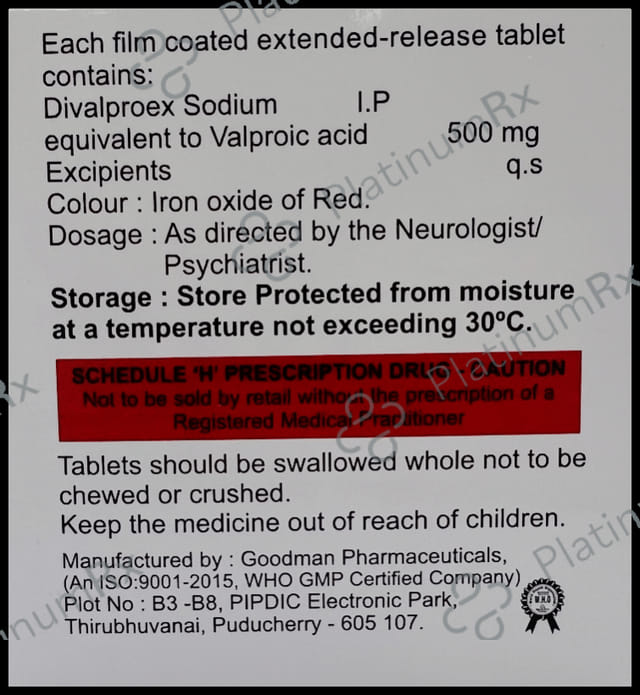 Each film coated extended-release tablet
contains:
Divalproex Sodium I.P
equivalent to Valproic acid 500 mg
Excipients q.s
Colour : Iron oxide of Red.
Dosage : As directed by the Neurologist/
Psychiatrist.
Storage : Store Protected from moisture
at a temperature not exceeding 30ºC.
SCHEDULE 'H' PRESCRIPTION DRUG - CAUTION
Not to be sold by retail without the prescription of a
Registered Medical Practitioner
Tablets should be swallowed whole not to be
chewed or crushed.
Keep the medicine out of reach of children.
Manufactured by : Goodman Pharmaceuticals,
(An ISO:9001-2015, WHO GMP Certified Company)
Plot No : B3 -B8, PIPDIC Electronic Park,
Thirubhuvanai, Puducherry - 605 107.
W.H.O
PlatinumRx
PlatinumRx